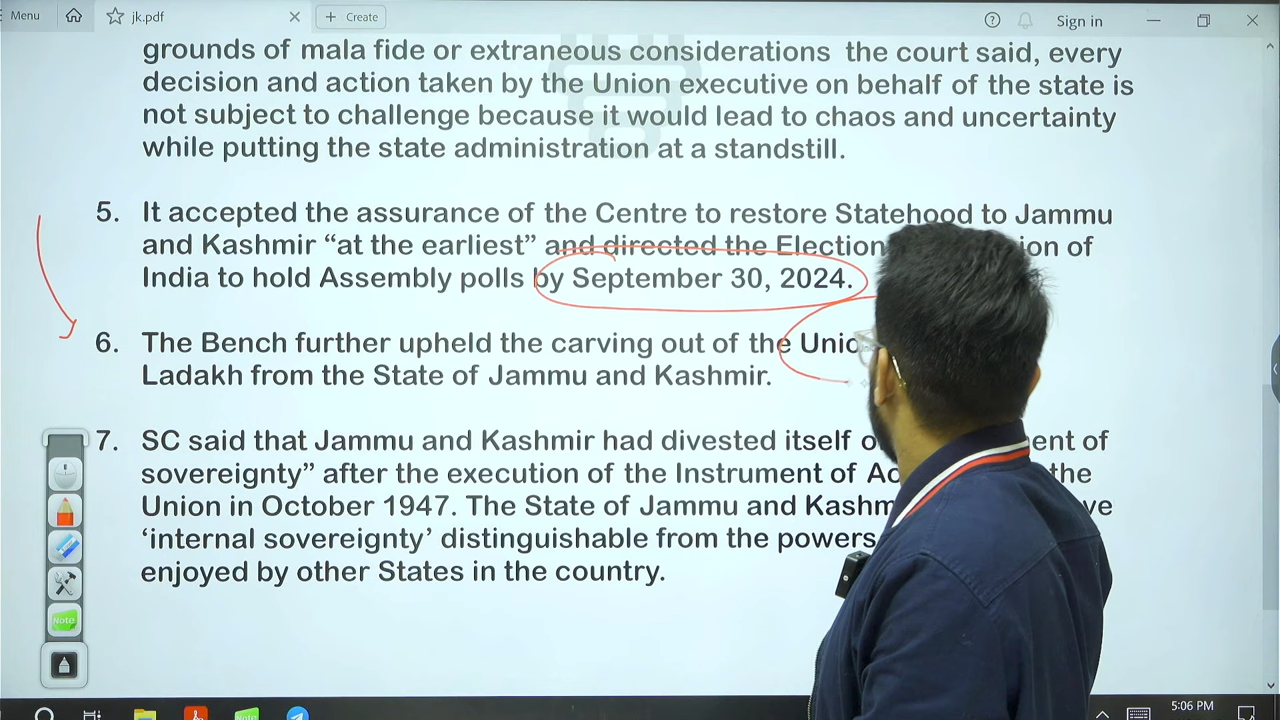 Menu
jk.pdf
Create
Sign in
grounds of mala fide or extraneous considerations the court said, every
decision and action taken by the Union executive on behalf of the state is
not subject to challenge because it would lead to chaos and uncertainty
while putting the state administration at a standstill.
5. It accepted the assurance of the Centre to restore Statehood to Jammu
and Kashmir “at the earliest” and directed the Election of
India to hold Assembly polls by September 30, 2024.
6. The Bench further upheld the carving out of the
Ladakh from the State of Jammu and Kashmir.
7. SC said that Jammu and Kashmir had divested itself of
sovereignty” after the execution of the Instrument of the
Union in October 1947. The State of Jammu and
‘internal sovereignty’ distinguishable from the powers
enjoyed by other States in the country.
Note
Note
5:06 PM